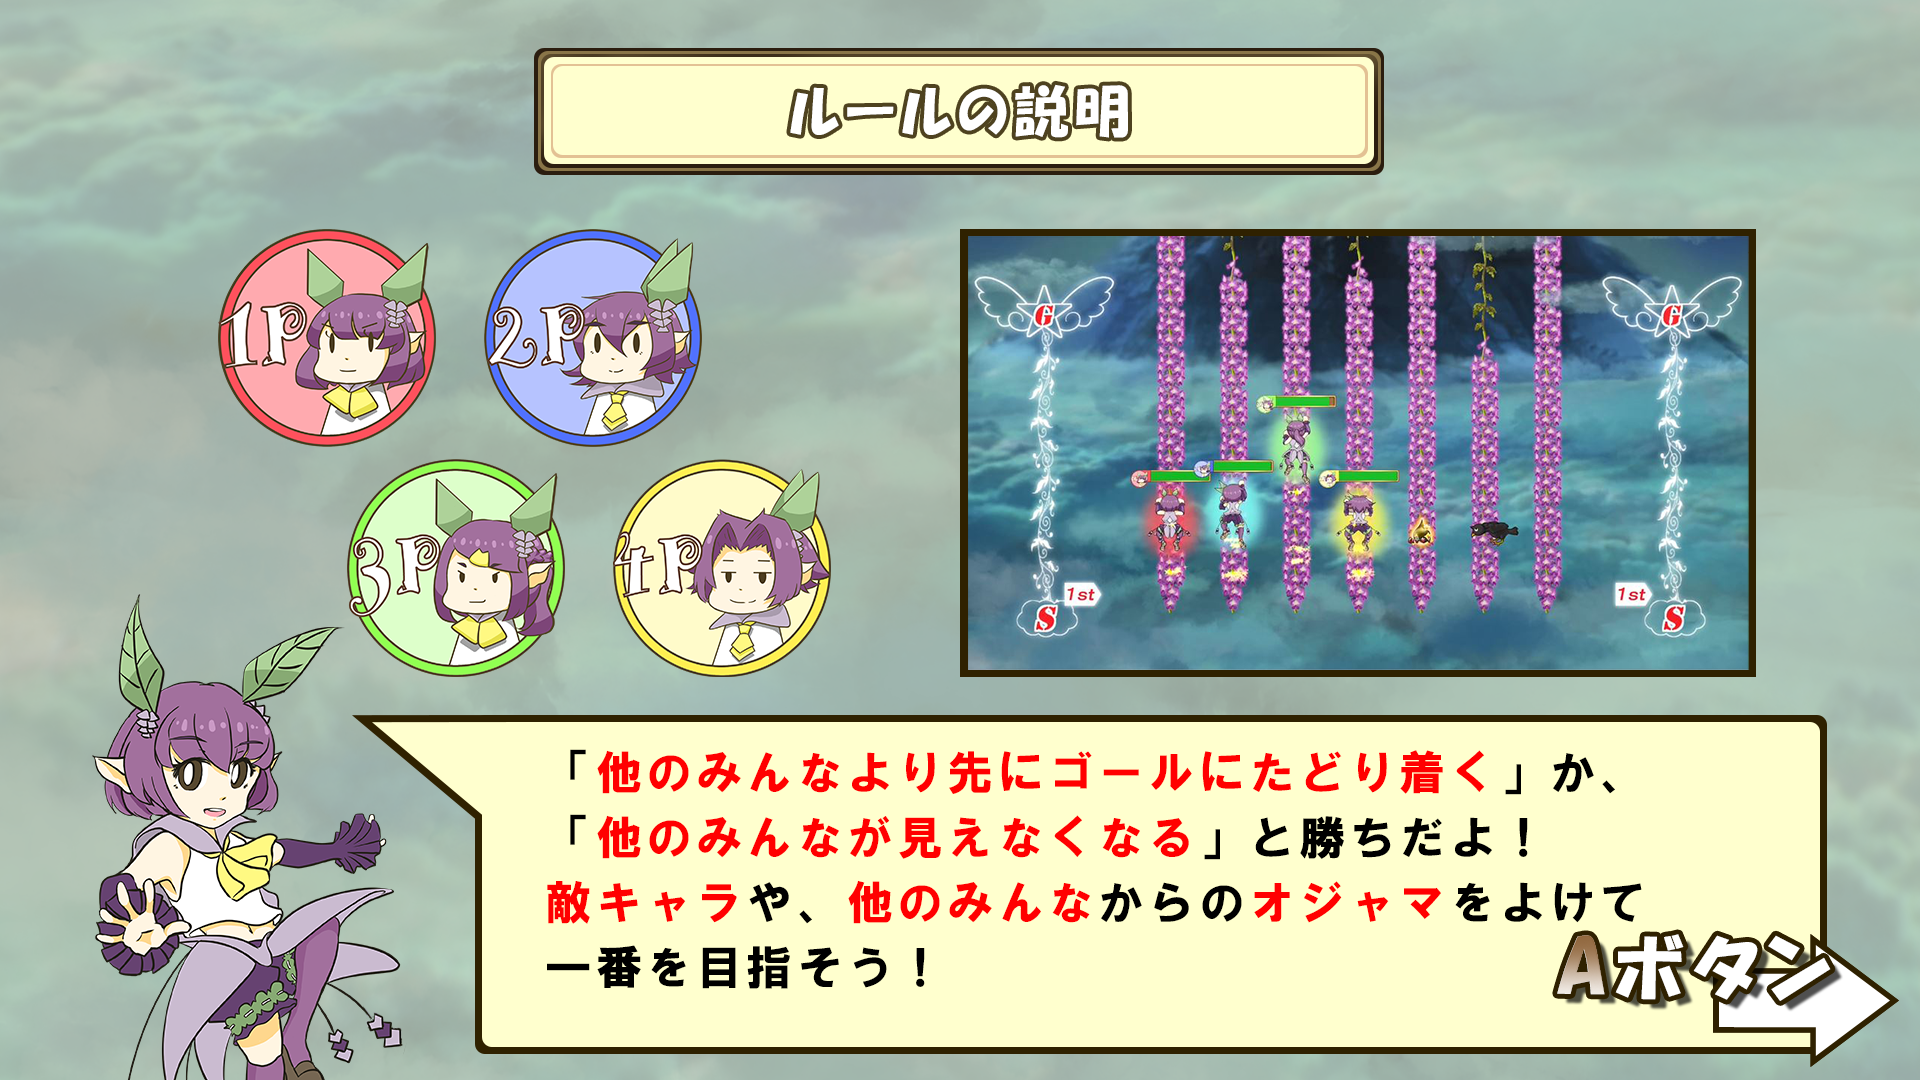 ルールの説明
1P
2P
3P
4P
G
G
1st
1st
S
S
「他のみんなより先にゴールにたどり着く」か、
「他のみんなが見えなくなる」と勝ちだよ！
敵キャラや、他のみんなからのオジャマをよけて
一番を目指そう！
Aボタン